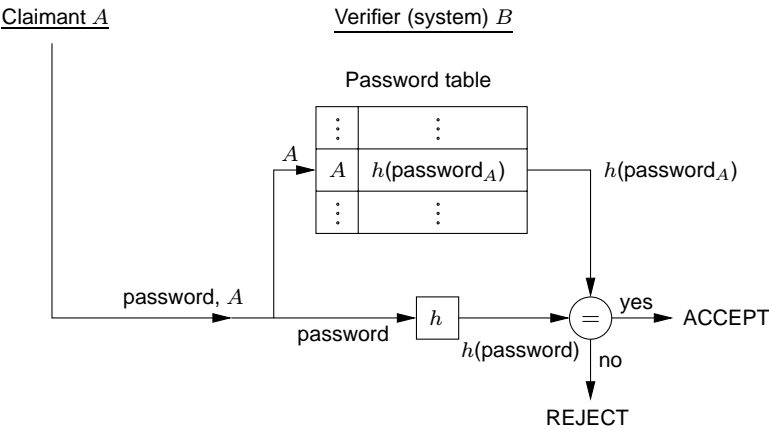 Claimant A
Verifier (system) B
Password table
⋮ ⋮
A
A h(password_A)
h(password_A)
⋮ ⋮
password, A
password
h
h(password)
=
yes
ACCEPT
no
REJECT